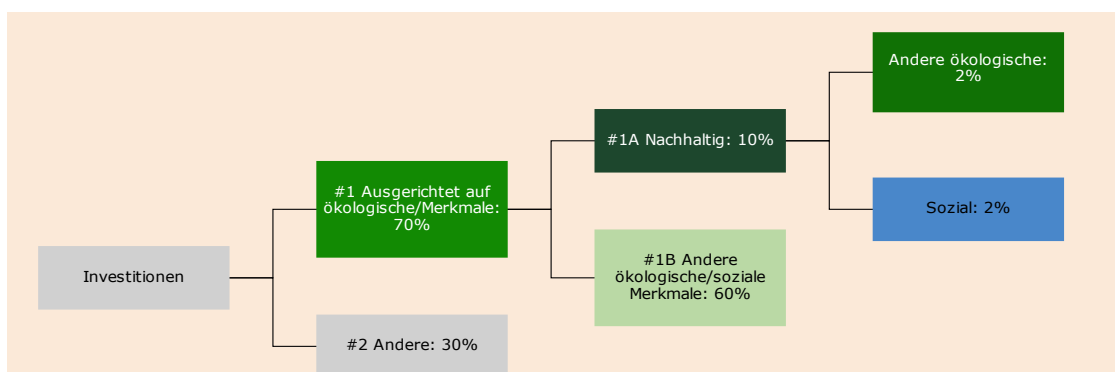 Investitionen
#1 Ausgerichtet auf
ökologische/Merkmale:
70%
#2 Andere: 30%
#1A Nachhaltig: 10%
#1B Andere
ökologische/soziale
Merkmale: 60%
Andere ökologische:
2%
Sozial: 2%